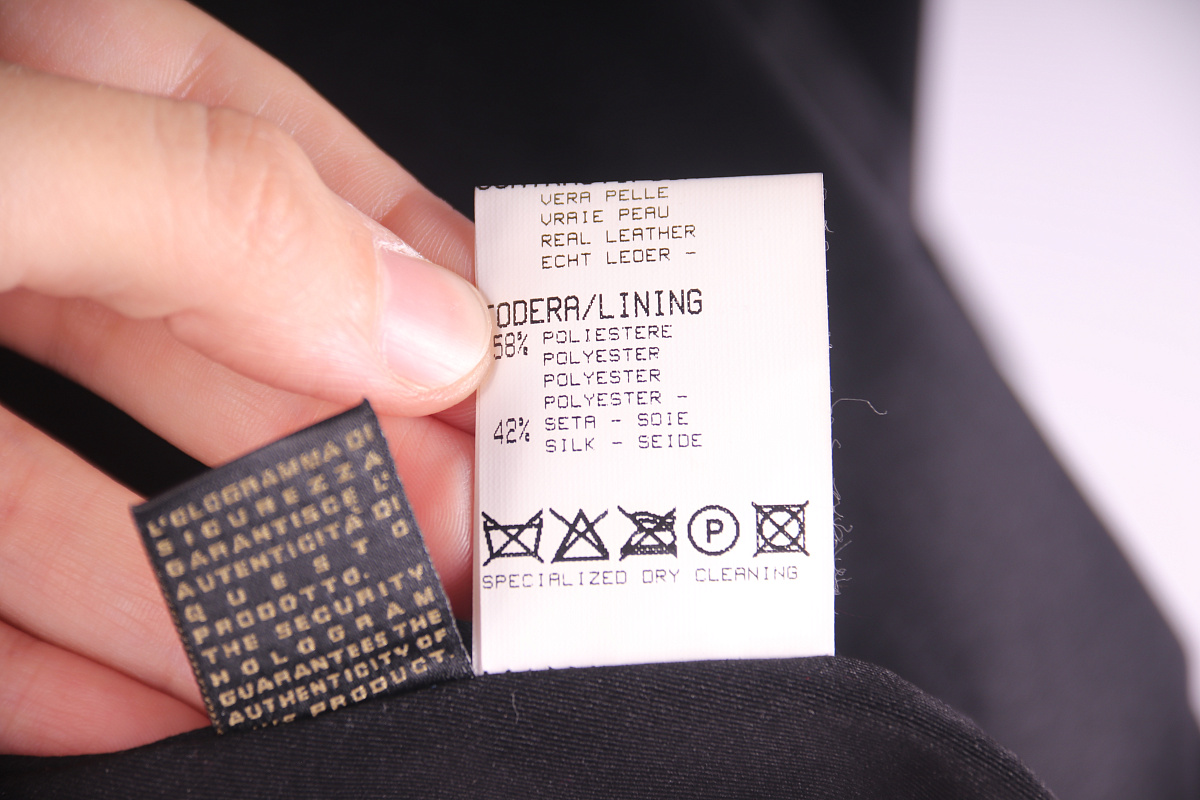 VERA PELLE
VRAIE PEAU
REAL LEATHER
ECHT LEDER -
FODERA/LINING
58% POLIESTERE
POLYESTER
POLYESTER
POLYESTER -
42% SETA - SOIE
SILK - SEIDE
P
SPECIALIZED DRY CLEANING
L'OLOGRAMMA DI
SICUREZZA
GARANTISCE L'
AUTENTICITÀ DI
QUESTO
PRODOTTO.
THE SECURITY
HOLOGRAM
GUARANTEES THE
AUTHENTICITY OF
THE PRODUCT.